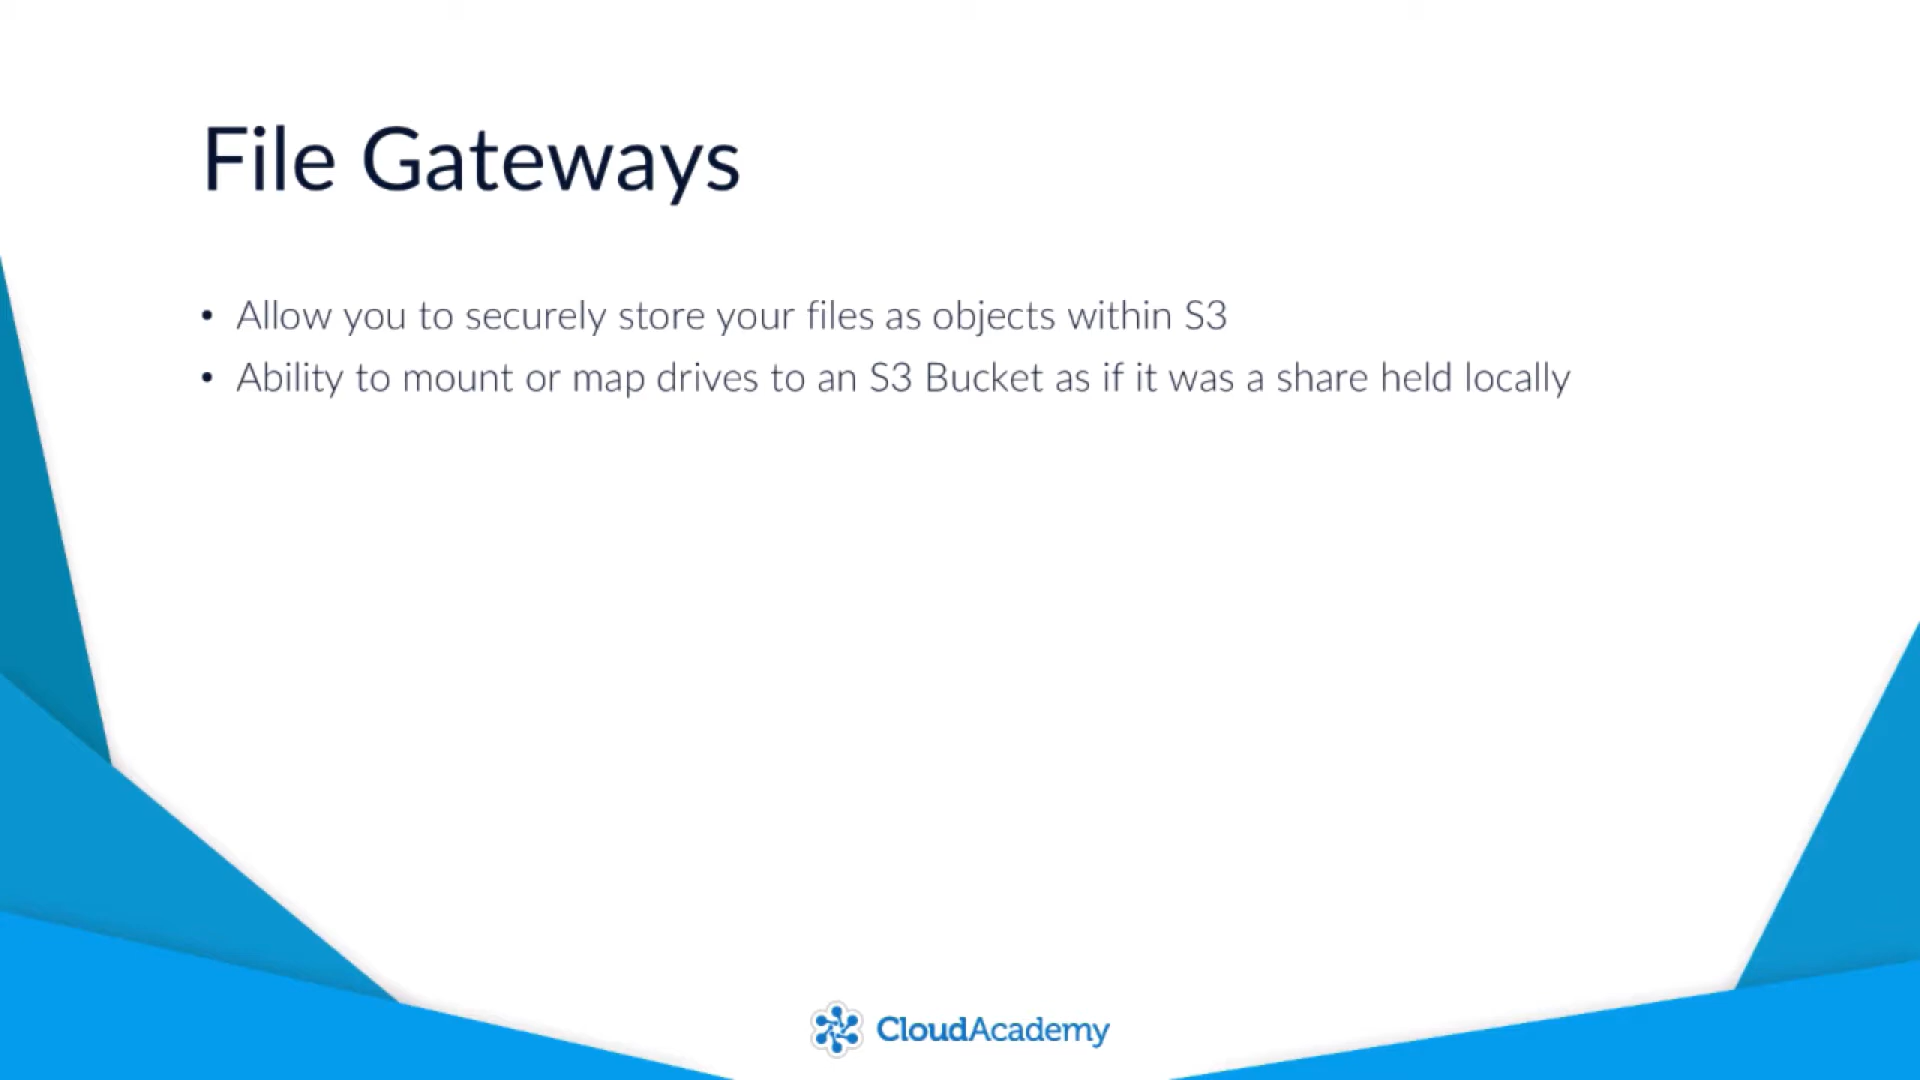 File Gateways
• Allow you to securely store your files as objects within S3
• Ability to mount or map drives to an S3 Bucket as if it was a share held locally
CloudAcademy